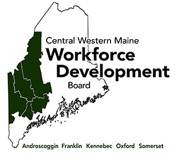 Central Western Maine
Workforce
Development
Board
Androscoggin Franklin Kennebec Oxford Somerset